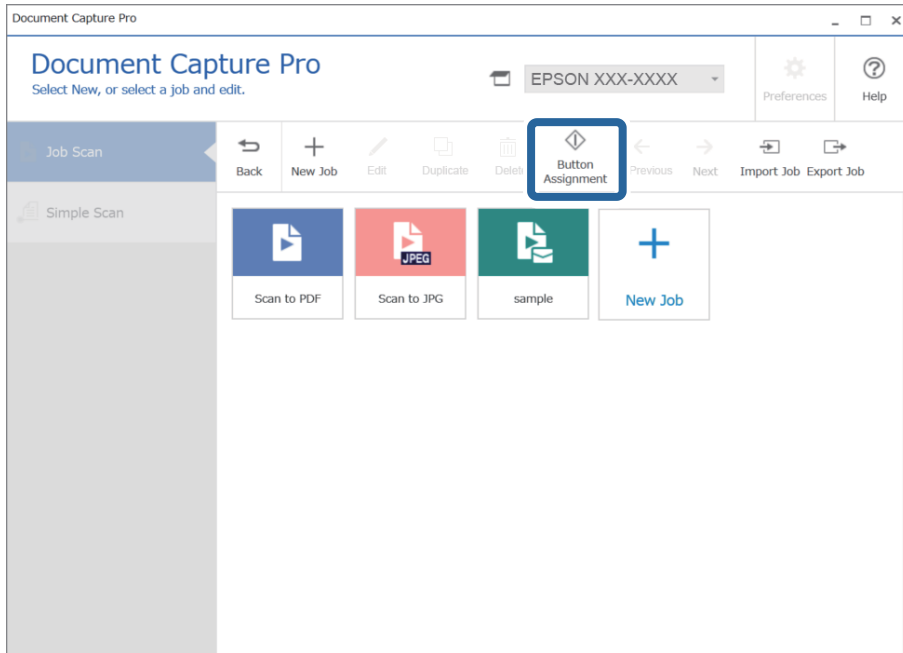 Document Capture Pro
Document Capture Pro
Select New, or select a job and edit.
EPSON XXX-XXXX
Preferences
Help
Job Scan
Simple Scan
Back
New Job
Edit
Duplicate
Delet
Button
Assignment
Previous
Next
Import Job
Export Job
JPEG
Scan to PDF
Scan to JPG
sample
New Job